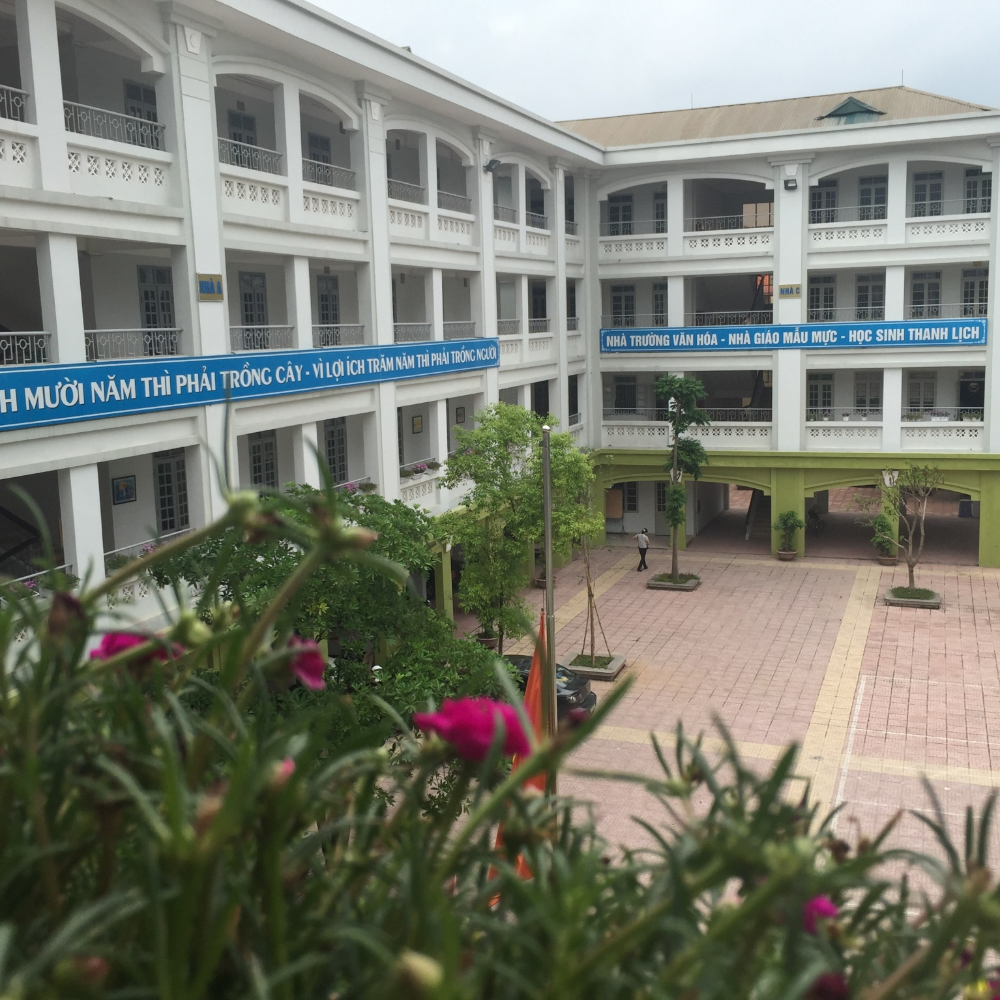 NHÀ A
NHÀ C
H MƯỜI NĂM THÌ PHẢI TRỒNG CÂY - VÌ LỢI ÍCH TRĂM NĂM THÌ PHẢI TRỒNG NGƯỜI
NHÀ TRƯỜNG VĂN HÓA - NHÀ GIÁO MẪU MỰC - HỌC SINH THANH LỊCH